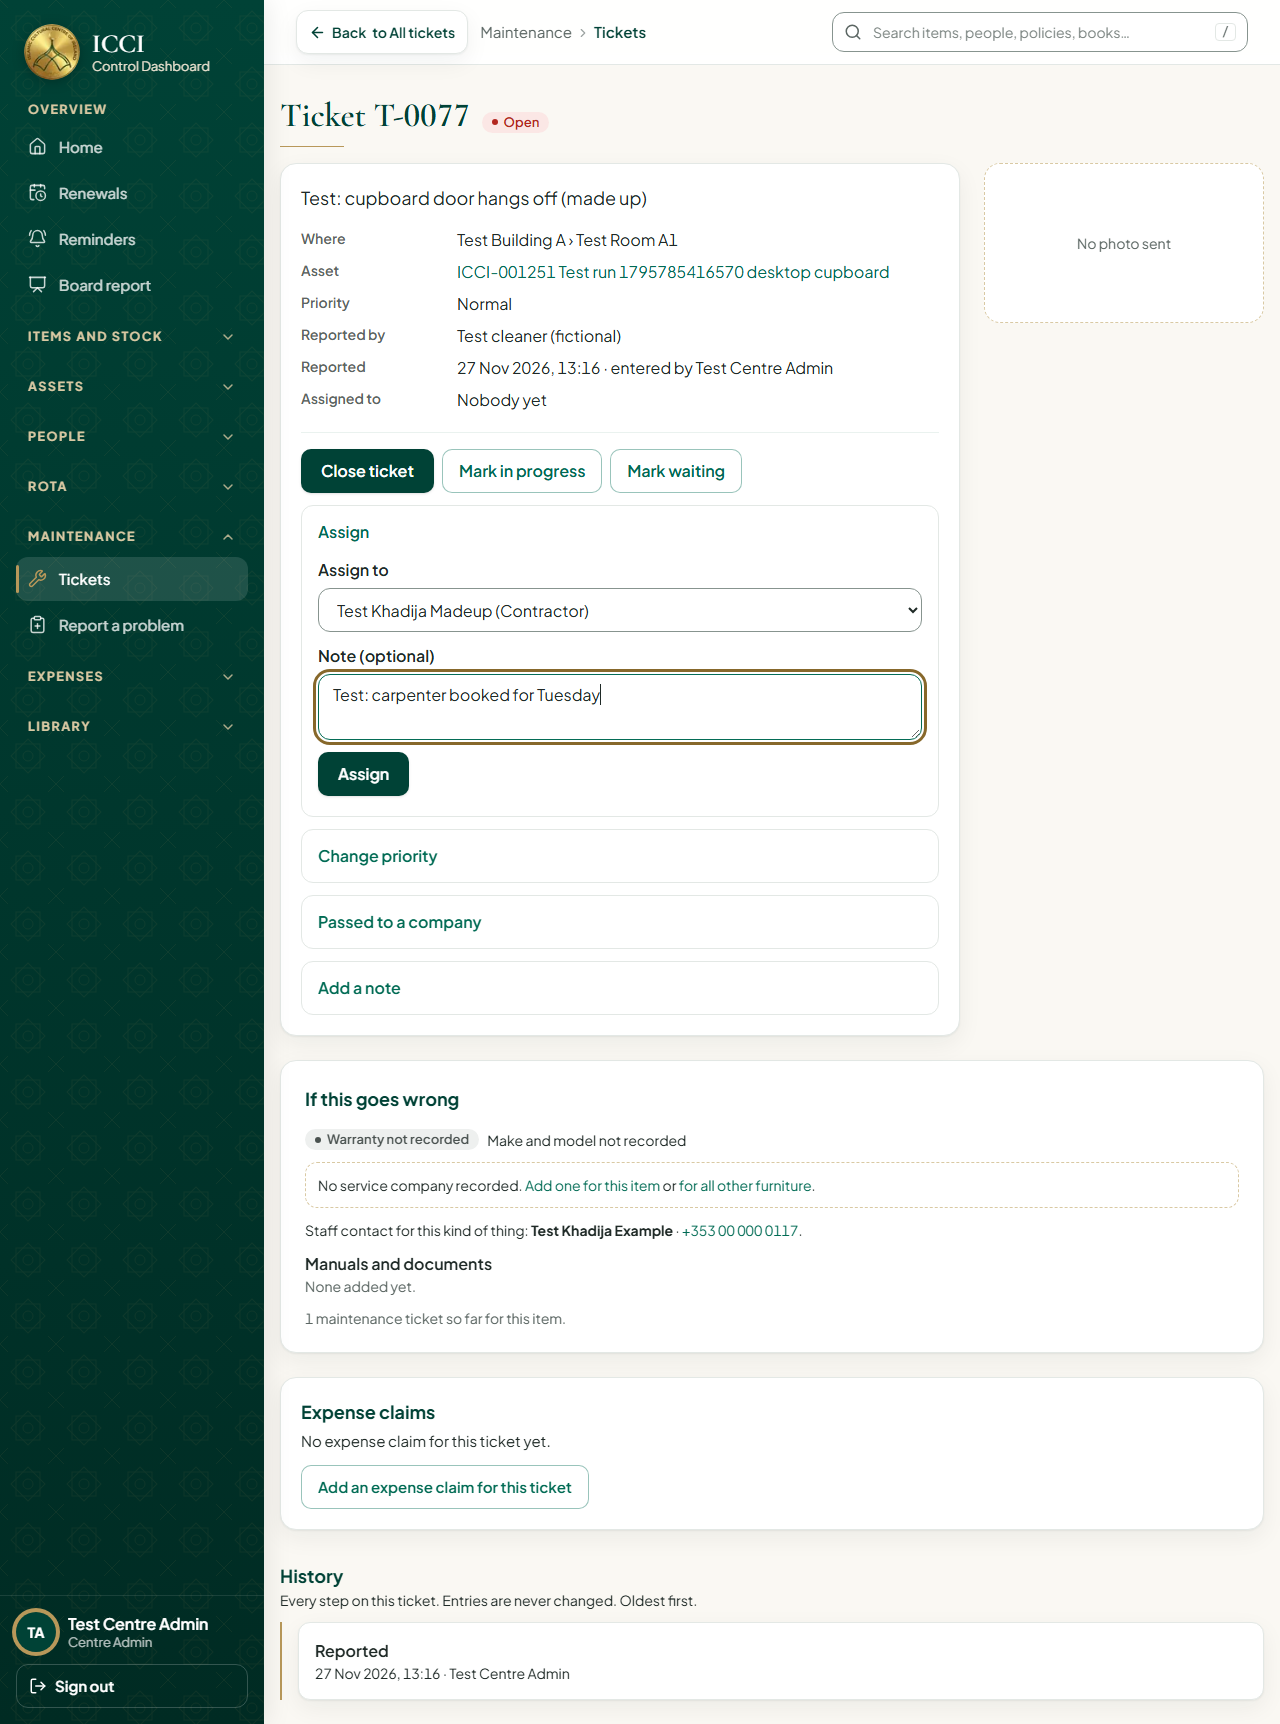 ICCI
Control Dashboard
OVERVIEW
Home
Renewals
Reminders
Board report
ITEMS AND STOCK
ASSETS
PEOPLE
ROTA
MAINTENANCE
Tickets
Report a problem
EXPENSES
LIBRARY
TA
Test Centre Admin
Centre Admin
Sign out
Back to All tickets
Maintenance › Tickets
Search items, people, policies, books…
/
Ticket T-0077
Open
Test: cupboard door hangs off (made up)
Where
Test Building A › Test Room A1
Asset
ICCI-001251 Test run 1795785416570 desktop cupboard
Priority
Normal
Reported by
Test cleaner (fictional)
Reported
27 Nov 2026, 13:16 · entered by Test Centre Admin
Assigned to
Nobody yet
Close ticket
Mark in progress
Mark waiting
Assign
Assign to
Test Khadija Madeup (Contractor)
Note (optional)
Test: carpenter booked for Tuesday
Assign
Change priority
Passed to a company
Add a note
No photo sent
If this goes wrong
Warranty not recorded
Make and model not recorded
No service company recorded. Add one for this item or for all other furniture.
Staff contact for this kind of thing: Test Khadija Example · +353 00 000 0117.
Manuals and documents
None added yet.
1 maintenance ticket so far for this item.
Expense claims
No expense claim for this ticket yet.
Add an expense claim for this ticket
History
Every step on this ticket. Entries are never changed. Oldest first.
Reported
27 Nov 2026, 13:16 · Test Centre Admin